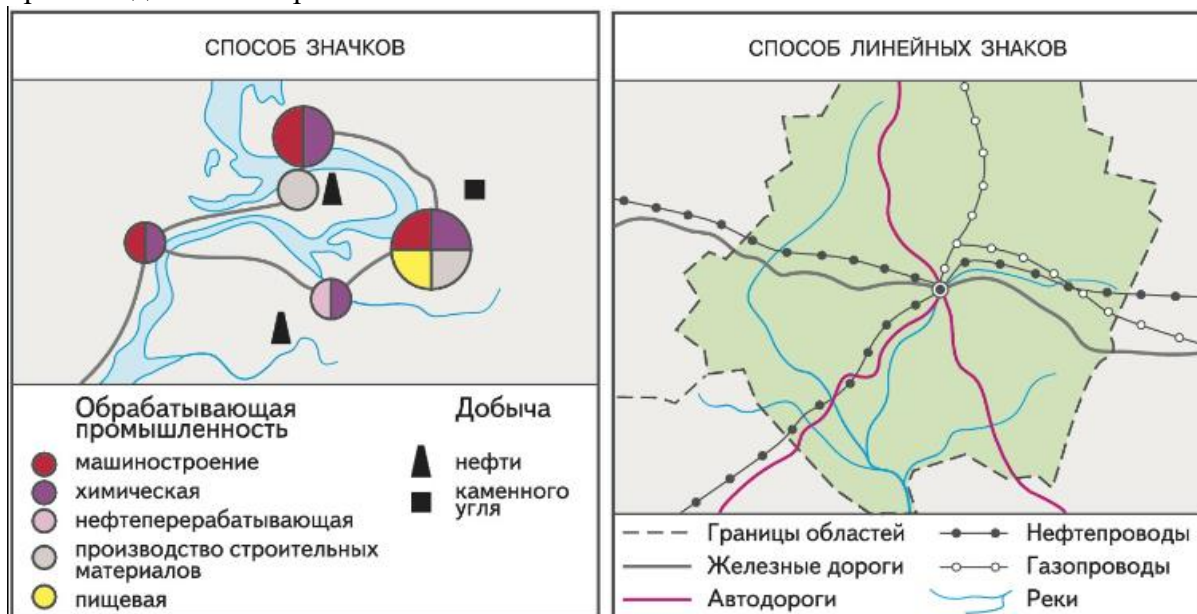 СПОСОБ ЗНАЧКОВ
Обрабатывающая
промышленность
машиностроение
химическая
нефтеперерабатывающая
производство строительных
материалов
пищевая
Добыча
нефти
каменного
угля
СПОСОБ ЛИНЕЙНЫХ ЗНАКОВ
Границы областей
Железные дороги
Автодороги
Нефтепроводы
Газопроводы
Реки